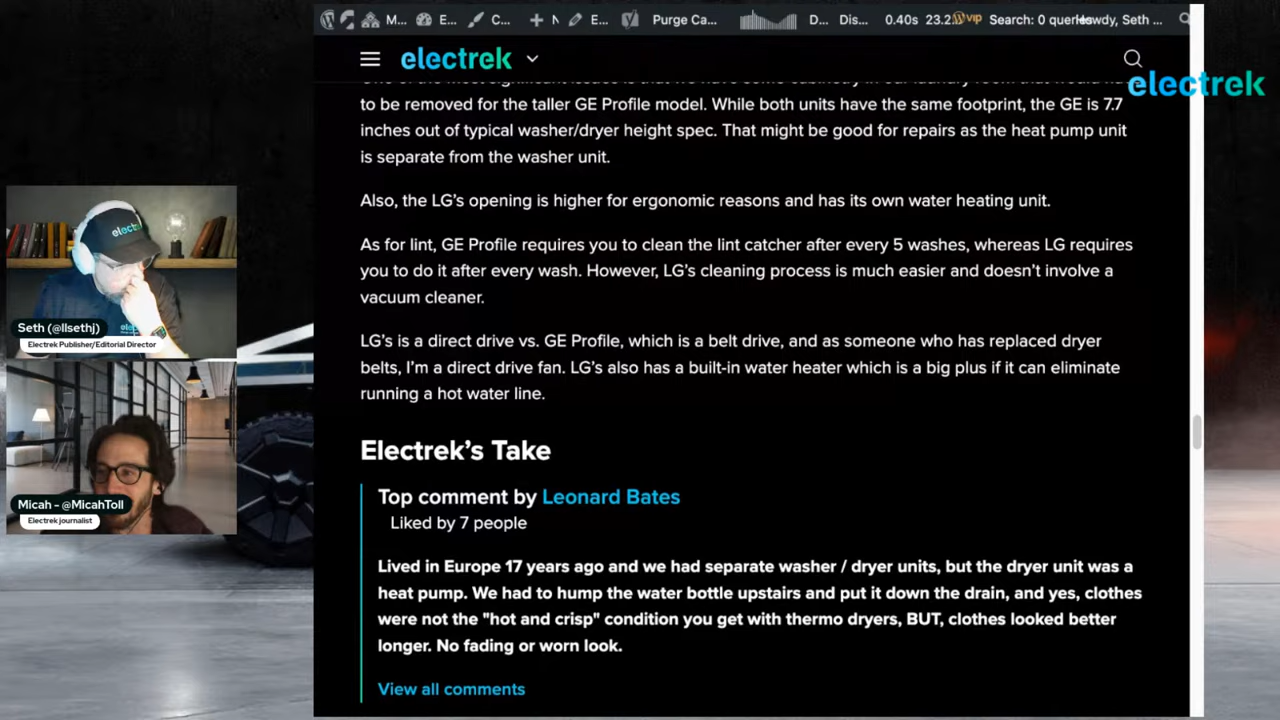 M...
E...
C...
N
E...
Purge Ca...
D...
Dis...
0.40s
23.2
vip
Search: 0 queries
Howdy, Seth ...
electrek
electrek
to be removed for the taller GE Profile model. While both units have the same footprint, the GE is 7.7
inches out of typical washer/dryer height spec. That might be good for repairs as the heat pump unit
is separate from the washer unit.
Also, the LG's opening is higher for ergonomic reasons and has its own water heating unit.
As for lint, GE Profile requires you to clean the lint catcher after every 5 washes, whereas LG requires
you to do it after every wash. However, LG's cleaning process is much easier and doesn't involve a
vacuum cleaner.
LG's is a direct drive vs. GE Profile, which is a belt drive, and as someone who has replaced dryer
belts, I'm a direct drive fan. LG's also has a built-in water heater which is a big plus if it can eliminate
running a hot water line.
Electrek's Take
Top comment by Leonard Bates
Liked by 7 people
Lived in Europe 17 years ago and we had separate washer / dryer units, but the dryer unit was a
heat pump. We had to hump the water bottle upstairs and put it down the drain, and yes, clothes
were not the "hot and crisp" condition you get with thermo dryers, BUT, clothes looked better
longer. No fading or worn look.
View all comments
Seth (@llsethj)
Electrek Publisher/Editorial Director
Micah - @MicahToll
Electrek journalist